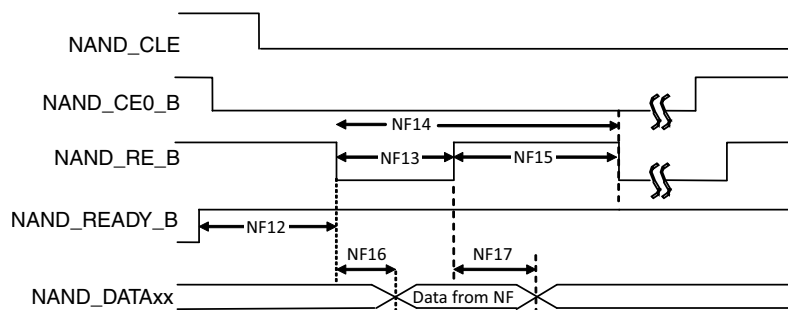 NAND_CLE
NAND_CE0_B
NF14
NAND_RE_B
NF13
NF15
NAND_READY_B
NF12
NF16
NF17
NAND_DATAxx
Data from NF